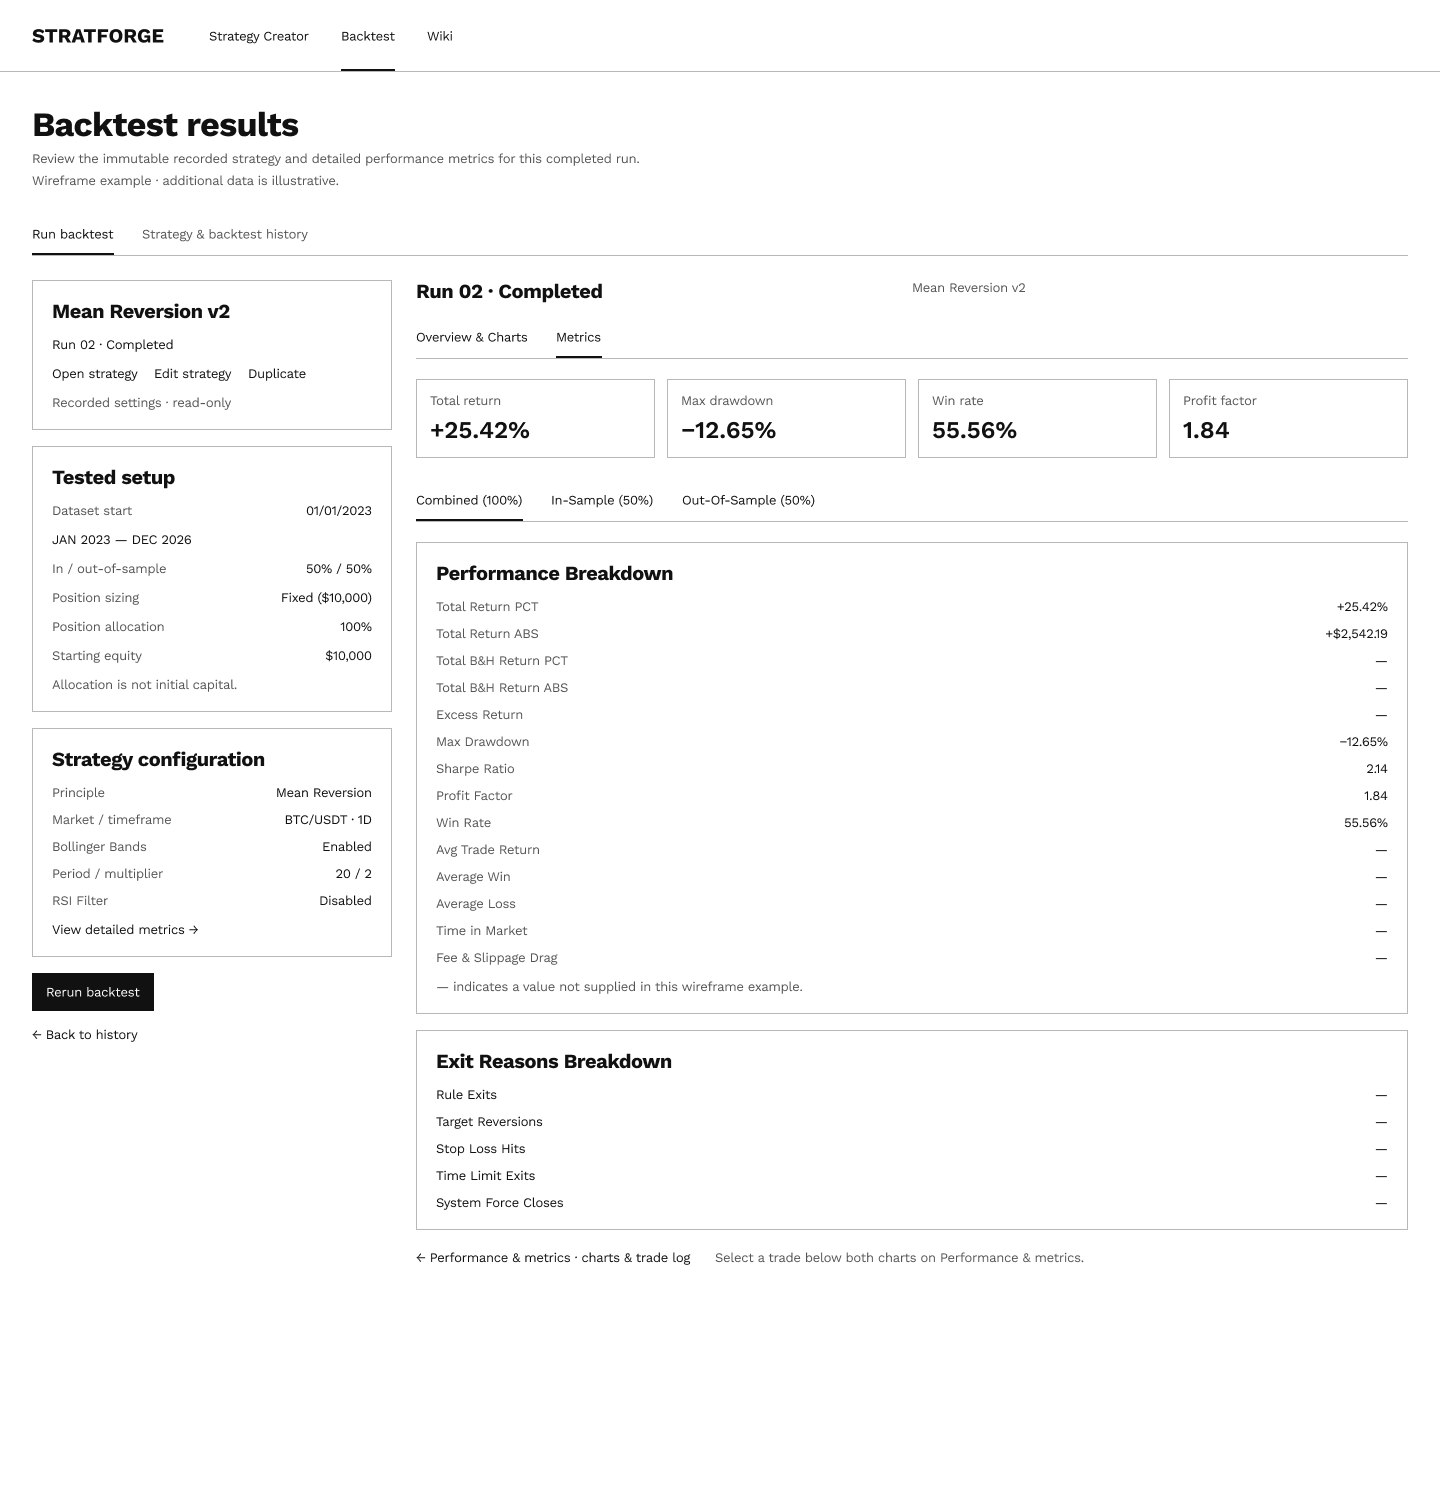 STRATFORGE
Strategy Creator
Backtest
Wiki
Backtest results
Review the immutable recorded strategy and detailed performance metrics for this completed run.
Wireframe example · additional data is illustrative.
Run backtest
Strategy & backtest history
Mean Reversion v2
Run 02 · Completed
Open strategy Edit strategy Duplicate
Recorded settings · read-only
Tested setup
Dataset start 01/01/2023
JAN 2023 — DEC 2026
In / out-of-sample 50% / 50%
Position sizing Fixed ($10,000)
Position allocation 100%
Starting equity $10,000
Allocation is not initial capital.
Strategy configuration
Principle Mean Reversion
Market / timeframe BTC/USDT · 1D
Bollinger Bands Enabled
Period / multiplier 20 / 2
RSI Filter Disabled
View detailed metrics →
Rerun backtest
← Back to history
Run 02 · Completed
Mean Reversion v2
Overview & Charts Metrics
Total return
+25.42%
Max drawdown
−12.65%
Win rate
55.56%
Profit factor
1.84
Combined (100%) In-Sample (50%) Out-Of-Sample (50%)
Performance Breakdown
Total Return PCT +25.42%
Total Return ABS +$2,542.19
Total B&H Return PCT —
Total B&H Return ABS —
Excess Return —
Max Drawdown −12.65%
Sharpe Ratio 2.14
Profit Factor 1.84
Win Rate 55.56%
Avg Trade Return —
Average Win —
Average Loss —
Time in Market —
Fee & Slippage Drag —
— indicates a value not supplied in this wireframe example.
Exit Reasons Breakdown
Rule Exits —
Target Reversions —
Stop Loss Hits —
Time Limit Exits —
System Force Closes —
← Performance & metrics · charts & trade log
Select a trade below both charts on Performance & metrics.